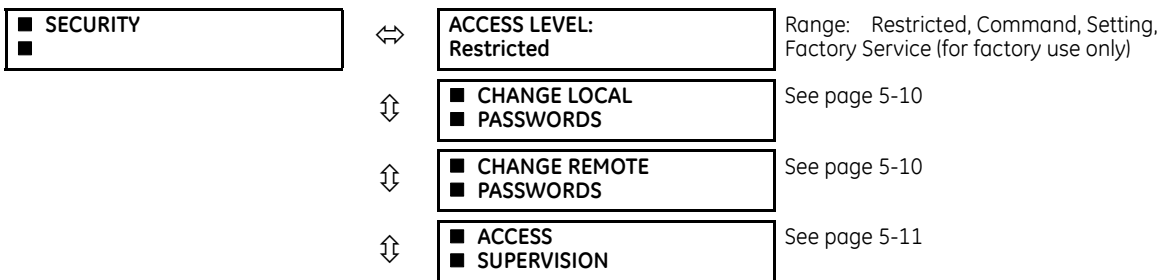 ■ SECURITY
■
ACCESS LEVEL:
Restricted
Range: Restricted, Command, Setting,
Factory Service (for factory use only)
■ CHANGE LOCAL
■ PASSWORDS
See page 5-10
■ CHANGE REMOTE
■ PASSWORDS
See page 5-10
■ ACCESS
■ SUPERVISION
See page 5-11